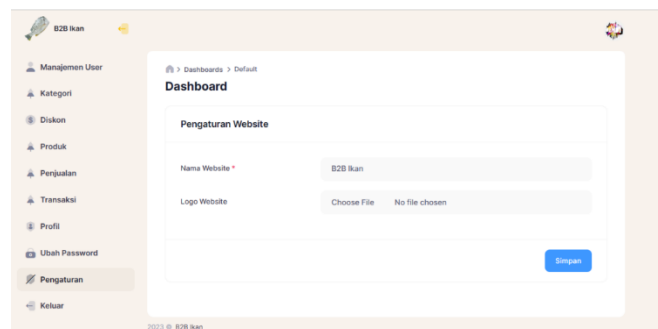 B2B Ikan
Manajemen User
Kategori
Diskon
Produk
Penjualan
Transaksi
Profil
Ubah Password
Pengaturan
Keluar
> Dashboards > Default
Dashboard
Pengaturan Website
Nama Website *
B2B Ikan
Logo Website
Choose File No file chosen
Simpan
2023 © B2B Ikan